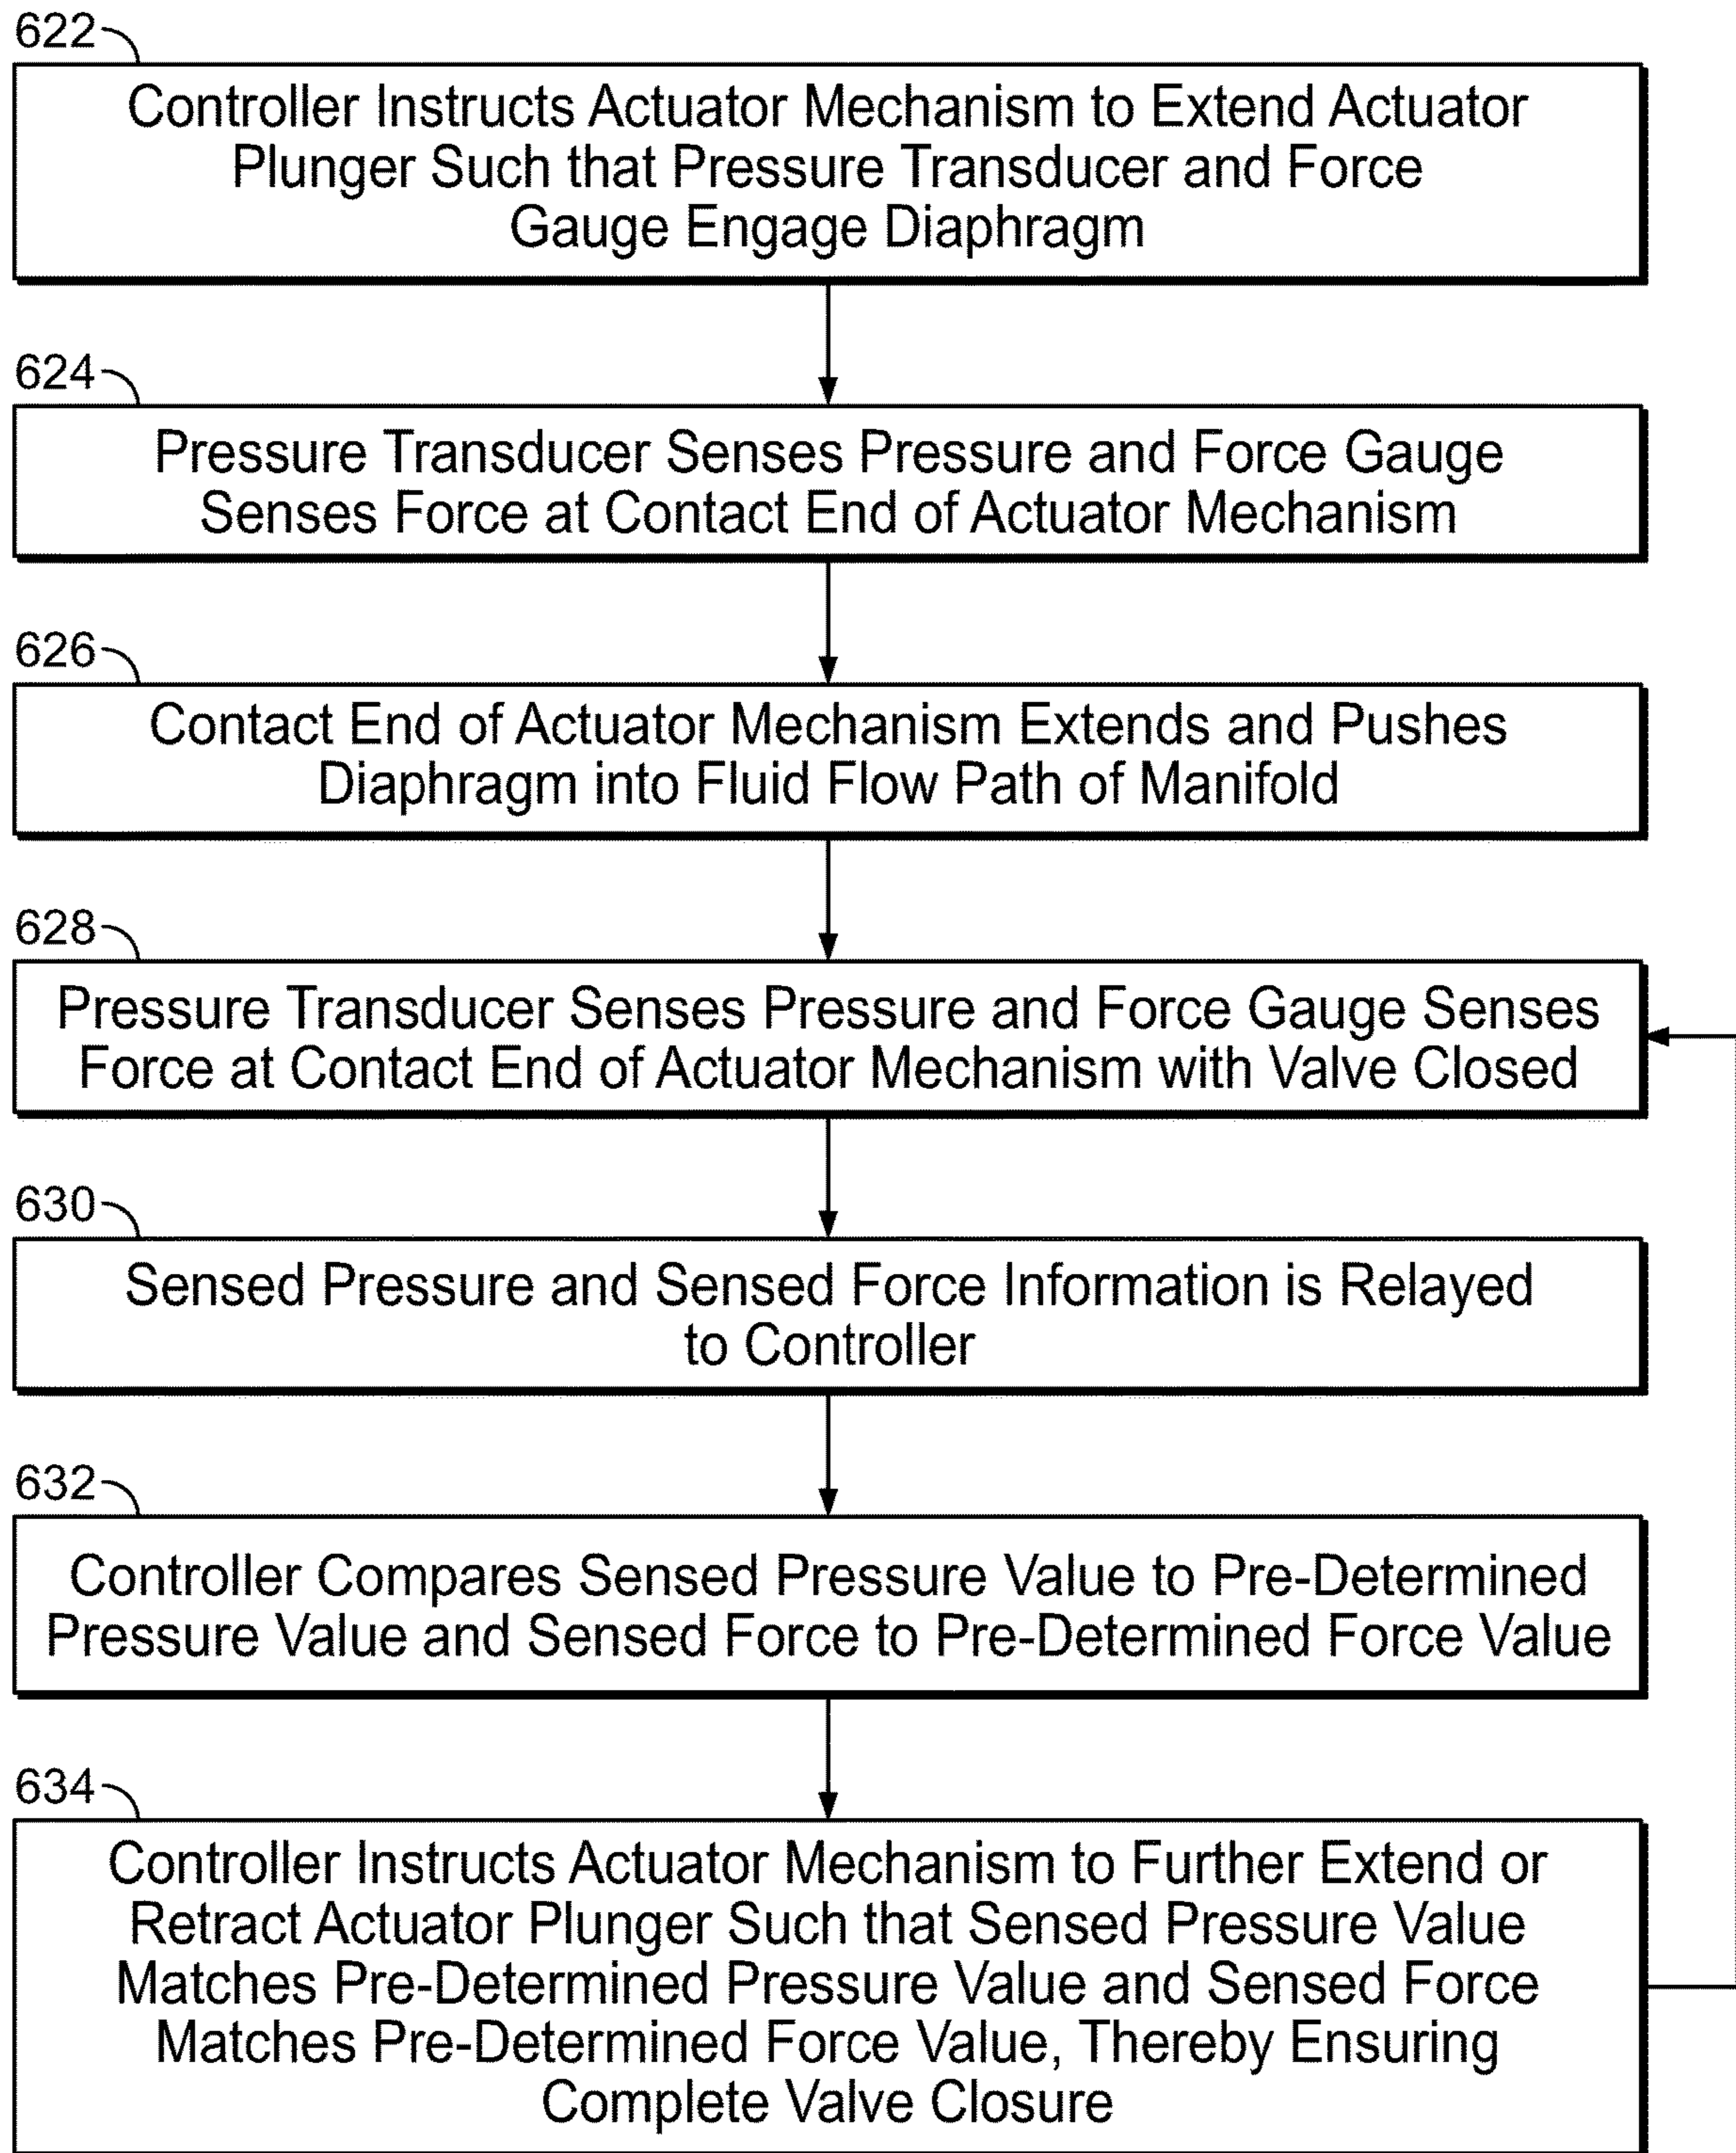 622
Controller Instructs Actuator Mechanism to Extend Actuator
Plunger Such that Pressure Transducer and Force
Gauge Engage Diaphragm
624
Pressure Transducer Senses Pressure and Force Gauge
Senses Force at Contact End of Actuator Mechanism
626
Contact End of Actuator Mechanism Extends and Pushes
Diaphragm into Fluid Flow Path of Manifold
628
Pressure Transducer Senses Pressure and Force Gauge Senses
Force at Contact End of Actuator Mechanism with Valve Closed
630
Sensed Pressure and Sensed Force Information is Relayed
to Controller
632
Controller Compares Sensed Pressure Value to Pre-Determined
Pressure Value and Sensed Force to Pre-Determined Force Value
634
Controller Instructs Actuator Mechanism to Further Extend or
Retract Actuator Plunger Such that Sensed Pressure Value
Matches Pre-Determined Pressure Value and Sensed Force
Matches Pre-Determined Force Value, Thereby Ensuring
Complete Valve Closure